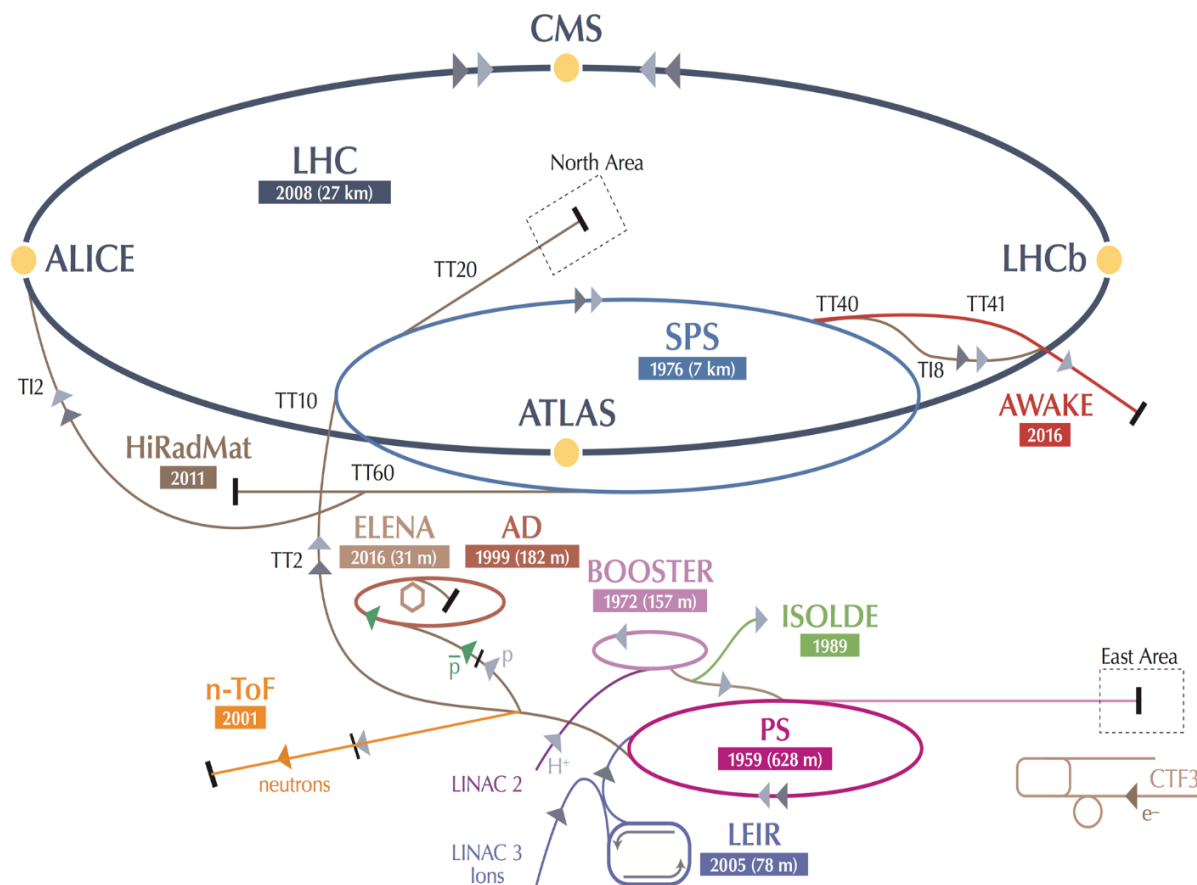 CMS
LHC
2008 (27 km)
North Area
ALICE
LHCb
TT20
TT40
TT41
SPS
1976 (7 km)
TI8
TI2
TT10
ATLAS
AWAKE
2016
HiRadMat
2011
TT60
ELENA
2016 (31 m)
AD
1999 (182 m)
TT2
BOOSTER
1972 (157 m)
ISOLDE
1989
p
p̅
East Area
n-ToF
2001
PS
1959 (628 m)
neutrons
LINAC 2
H⁺
CTF3
e⁻
LEIR
2005 (78 m)
LINAC 3
Ions